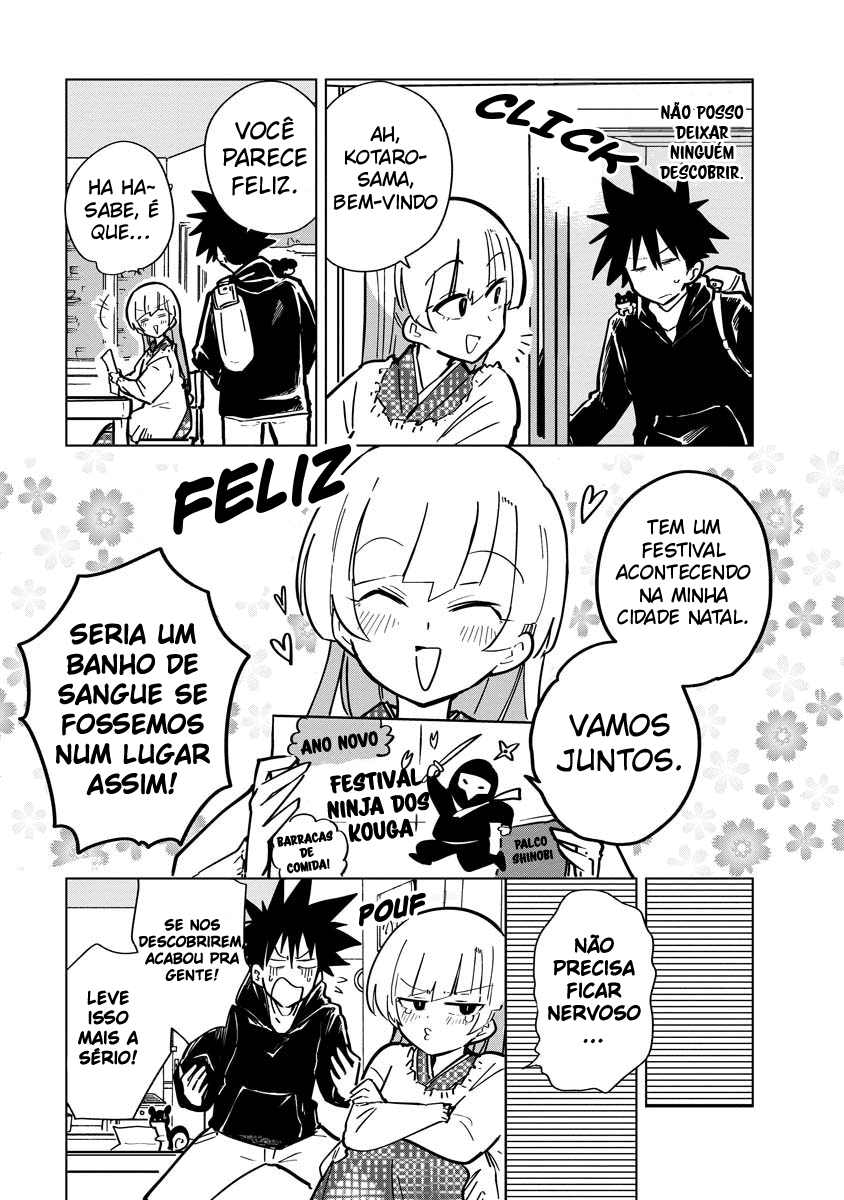 NÃO POSSO
DEIXAR
NINGUÉM
DESCOBRIR.
CLICK
AH,
KOTARO-
SAMA,
BEM-VINDO
VOCÊ
PARECE
FELIZ.
HA HA~
SABE, É
QUE...
FELIZ
TEM UM
FESTIVAL
ACONTECENDO
NA MINHA
CIDADE NATAL.
VAMOS
JUNTOS.
ANO NOVO
FESTIVAL
NINJA DOS
KOUGA
BARRACAS
DE
COMIDA!
PALCO
SHINOBI
SERIA UM
BANHO DE
SANGUE SE
FOSSEMOS
NUM LUGAR
ASSIM!
NÃO
PRECISA
FICAR
NERVOSO
...
POUF
SE NOS
DESCOBRIREM,
ACABOU PRA
GENTE!
LEVE
ISSO
MAIS A
SÉRIO!